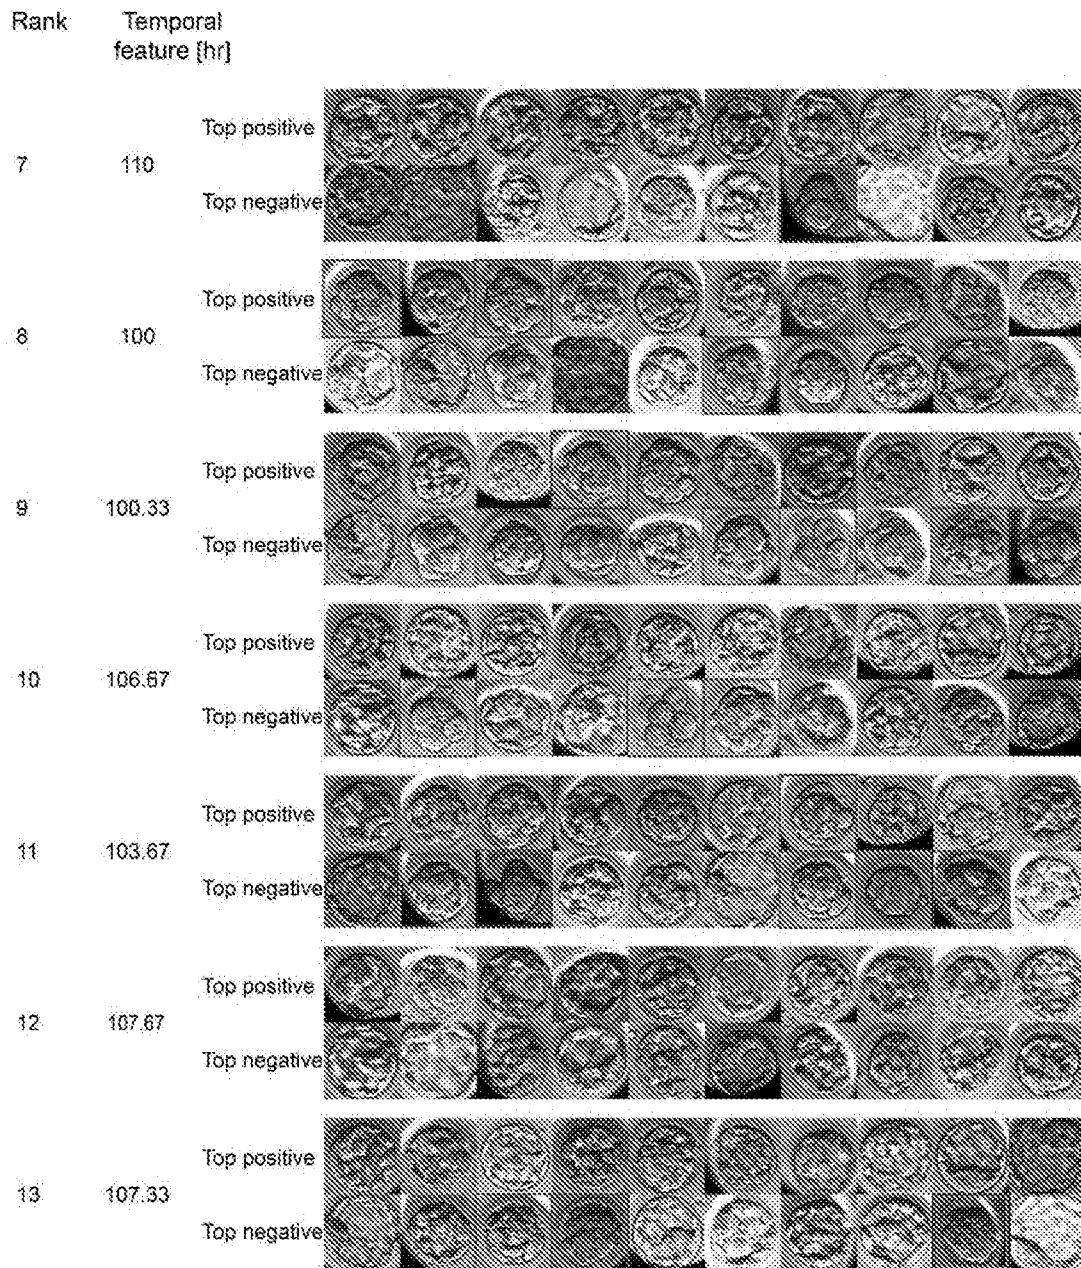 Rank Temporal
feature [hr]
Top positive
7 110
Top negative
Top positive
8 100
Top negative
Top positive
9 100.33
Top negative
Top positive
10 106.67
Top negative
Top positive
11 103.67
Top negative
Top positive
12 107.67
Top negative
Top positive
13 107.33
Top negative